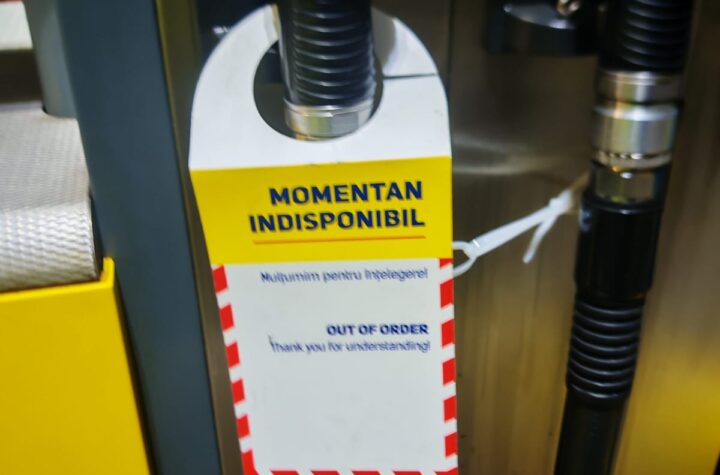 MOMENTAN
INDISPONIBIL
Mulțumim pentru înțelegere!
OUT OF ORDER
Thank you for understanding!